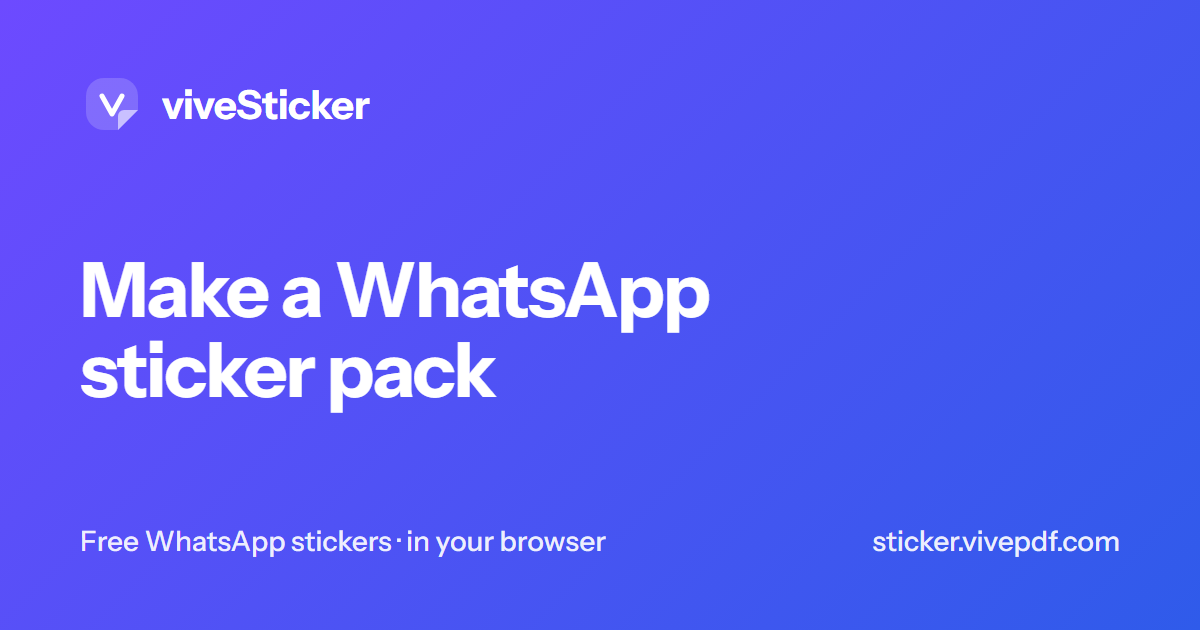 viveSticker
Make a WhatsApp
sticker pack
Free WhatsApp stickers · in your browser
sticker.vivepdf.com